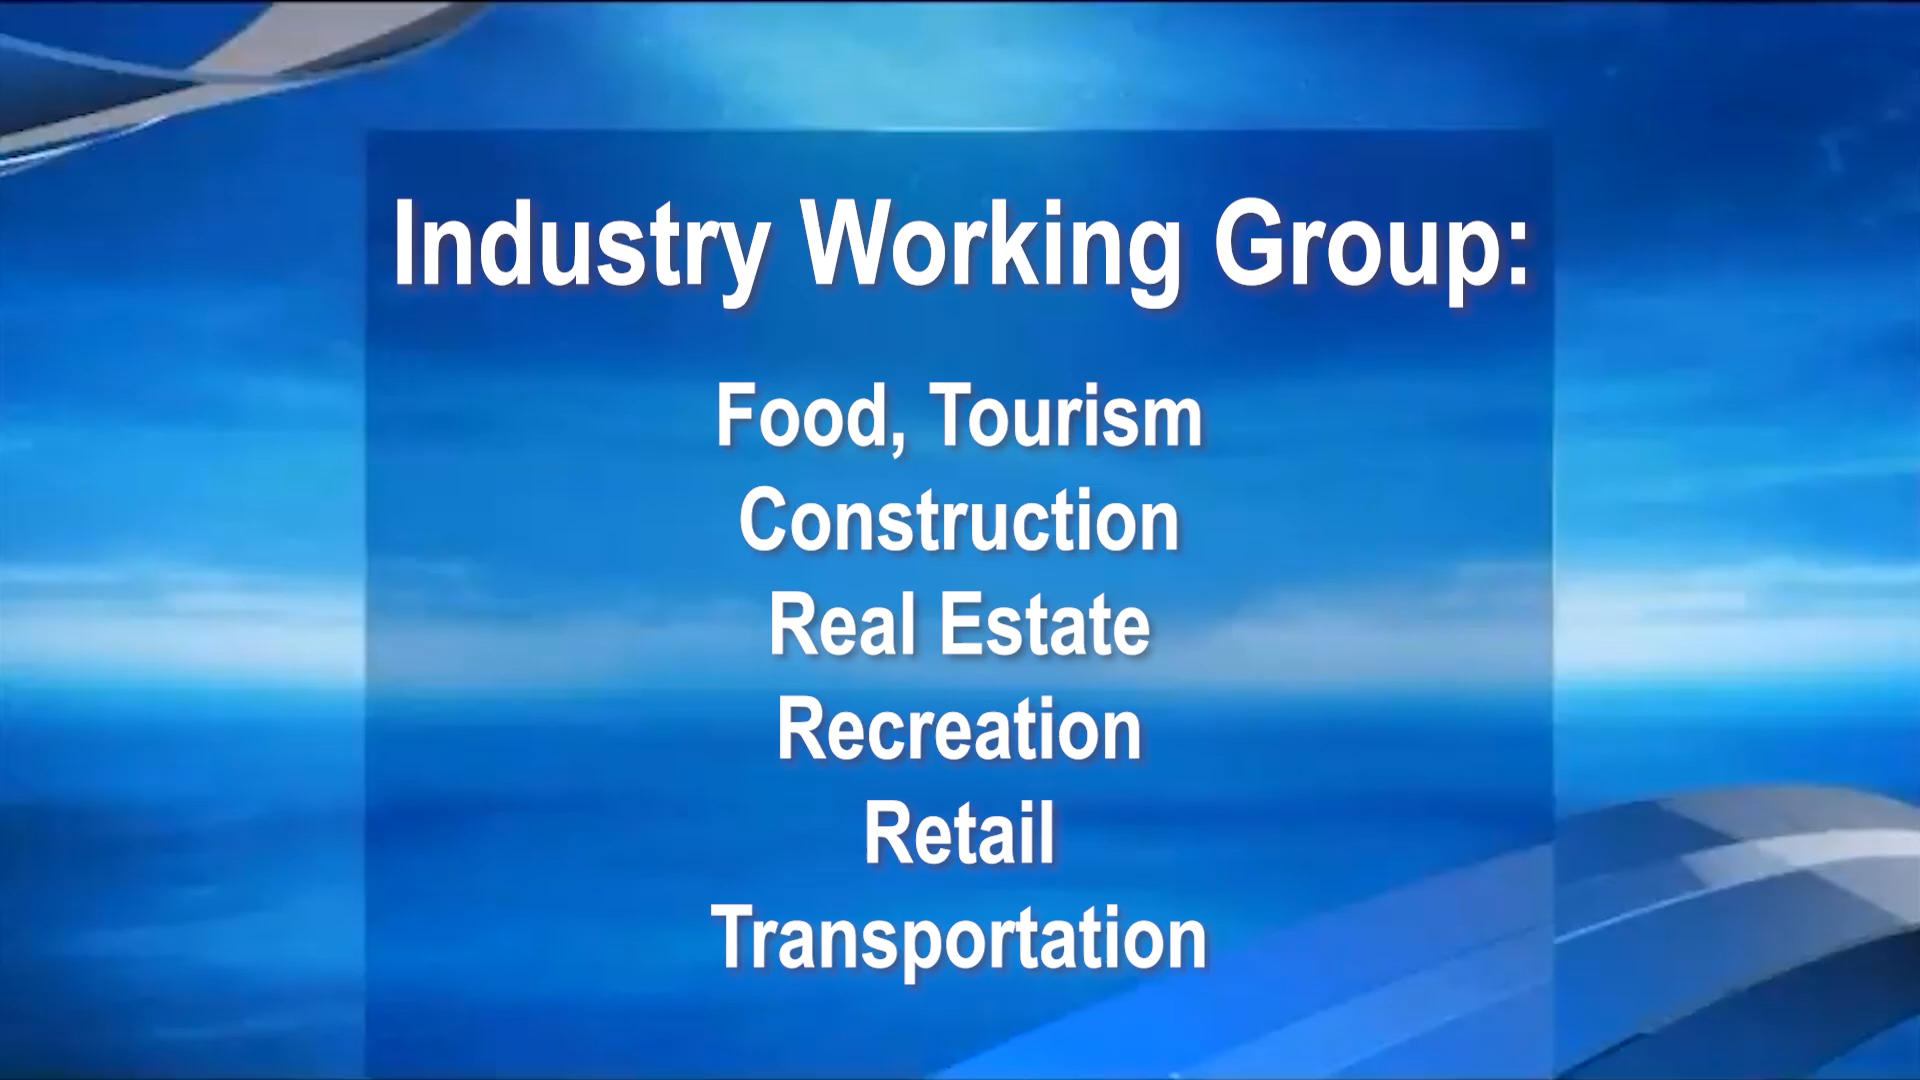 Industry Working Group:
Food, Tourism
Construction
Real Estate
Recreation
Retail
Transportation